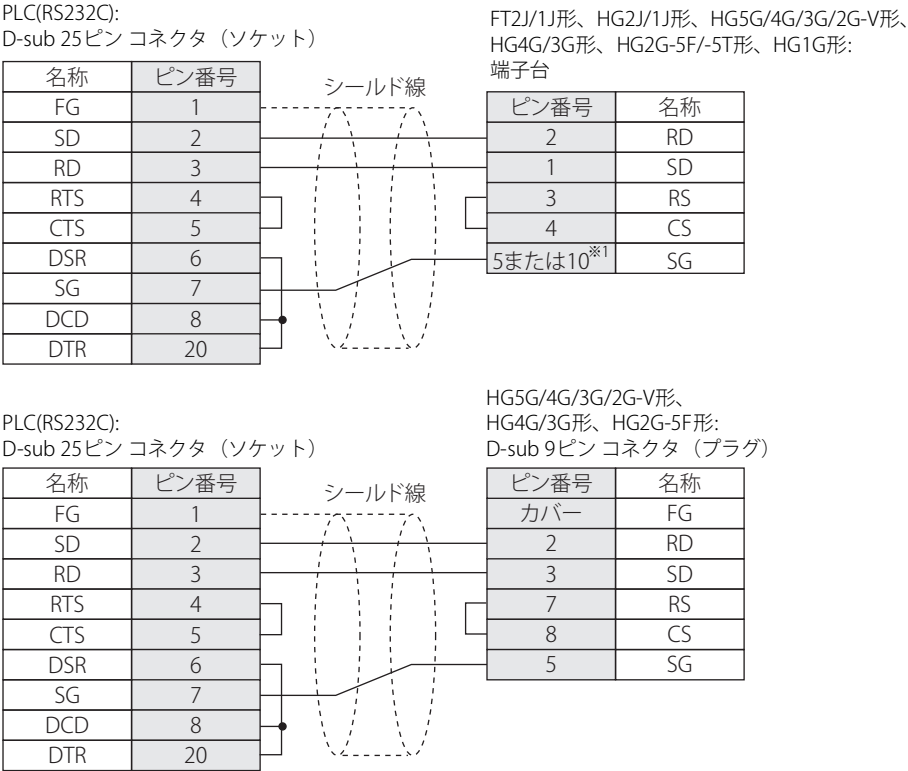 PLC(RS232C):
D-sub 25ピン コネクタ（ソケット）
名称 ピン番号
FG 1
SD 2
RD 3
RTS 4
CTS 5
DSR 6
SG 7
DCD 8
DTR 20
シールド線
FT2J/1J形、HG2J/1J形、HG5G/4G/3G/2G-V形、
HG4G/3G形、HG2G-5F/-5T形、HG1G形:
端子台
ピン番号 名称
2 RD
1 SD
3 RS
4 CS
5または10※1 SG
PLC(RS232C):
D-sub 25ピン コネクタ（ソケット）
名称 ピン番号
FG 1
SD 2
RD 3
RTS 4
CTS 5
DSR 6
SG 7
DCD 8
DTR 20
シールド線
HG5G/4G/3G/2G-V形、
HG4G/3G形、HG2G-5F形:
D-sub 9ピン コネクタ（プラグ）
ピン番号 名称
カバー FG
2 RD
3 SD
7 RS
8 CS
5 SG